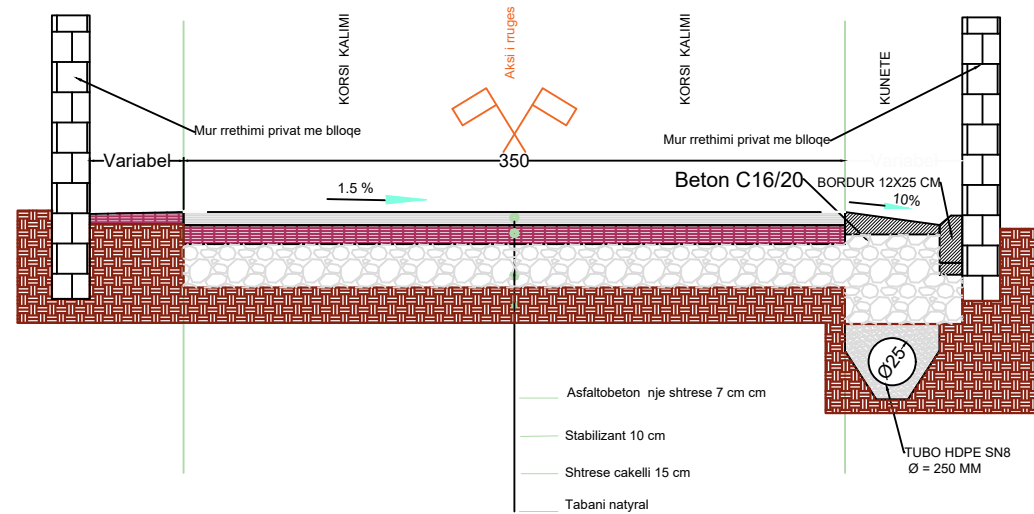 KORSI KALIMI
Aksi i rruges
KORSI KALIMI
KUNETE
Mur rrethimi privat me blloqe
Mur rrethimi privat me blloqe
Variabel
350
Variabel
Beton C16/20
BORDUR 12X25 CM
1.5 %
10%
Ø25
Asfaltobeton nje shtrese 7 cm cm
Stabilizant 10 cm
Shtrese cakelli 15 cm
Tabani natyral
TUBO HDPE SN8
Ø = 250 MM